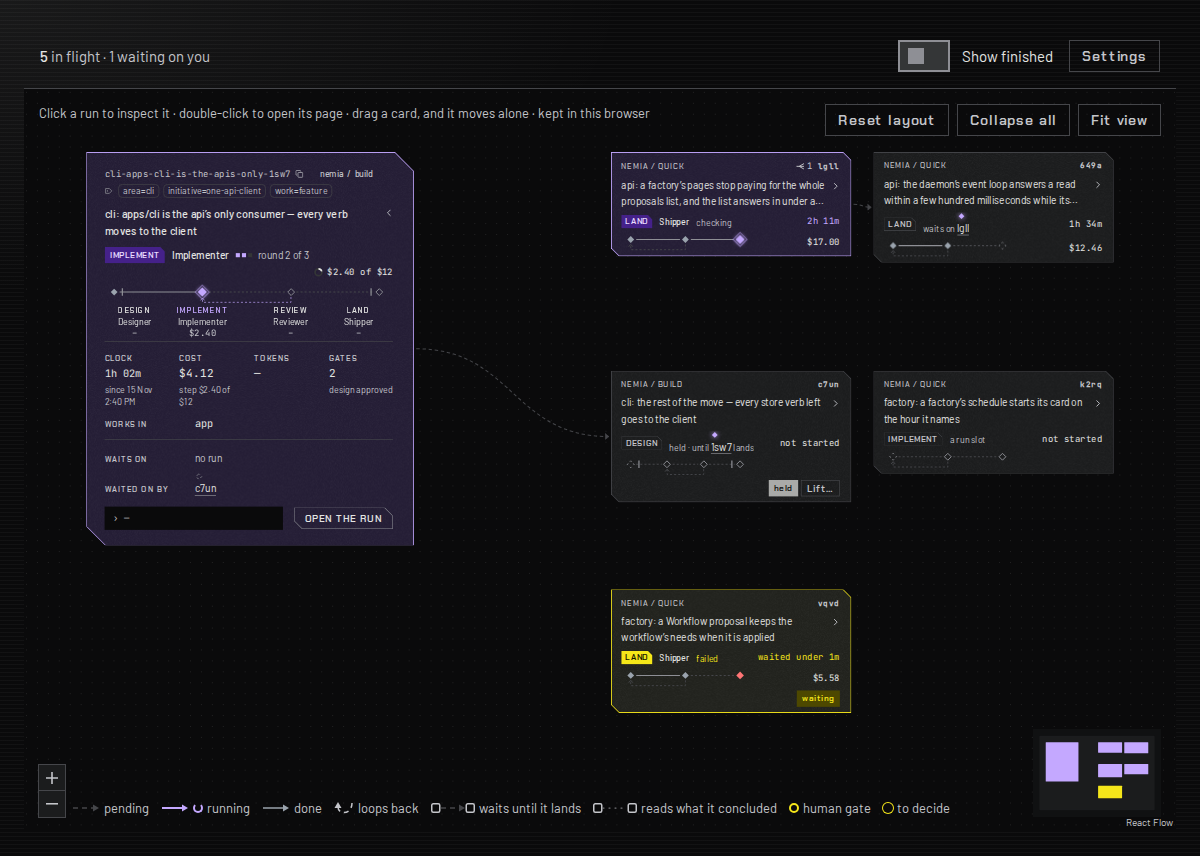 5 in flight · 1 waiting on you
Show finished
Settings
Click a run to inspect it · double-click to open its page · drag a card, and it moves alone · kept in this browser
Reset layout
Collapse all
Fit view
cli-apps-cli-is-the-apis-only-1sw7
nemia / build
area=cli
initiative=one-api-client
work=feature
cli: apps/cli is the api's only consumer — every verb
moves to the client
IMPLEMENT Implementer round 2 of 3
$2.40 of $12
DESIGN IMPLEMENT REVIEW LAND
Designer Implementer Reviewer Shipper
– $2.40 – –
CLOCK COST TOKENS GATES
1h 02m $4.12 — 2
since 15 Nov step $2.40 of design approved
2:40 PM $12
WORKS IN app
WAITS ON no run
WAITED ON BY c7un
› —
OPEN THE RUN
NEMIA / QUICK 1 lgll
api: a factory's pages stop paying for the whole
proposals list, and the list answers in under a…
LAND Shipper checking 2h 11m
$17.00
NEMIA / QUICK 649a
api: the daemon's event loop answers a read
within a few hundred milliseconds while its…
LAND waits on lgll 1h 34m
$12.46
NEMIA / BUILD c7un
cli: the rest of the move — every store verb left
goes to the client
DESIGN held · until 1sw7 lands not started
held Lift…
NEMIA / QUICK k2rq
factory: a factory's schedule starts its card on
the hour it names
IMPLEMENT a run slot not started
NEMIA / QUICK vqvd
factory: a Workflow proposal keeps the
workflow's needs when it is applied
LAND Shipper failed waited under 1m
$5.58
waiting
+
−
pending running done loops back waits until it lands reads what it concluded human gate to decide
React Flow